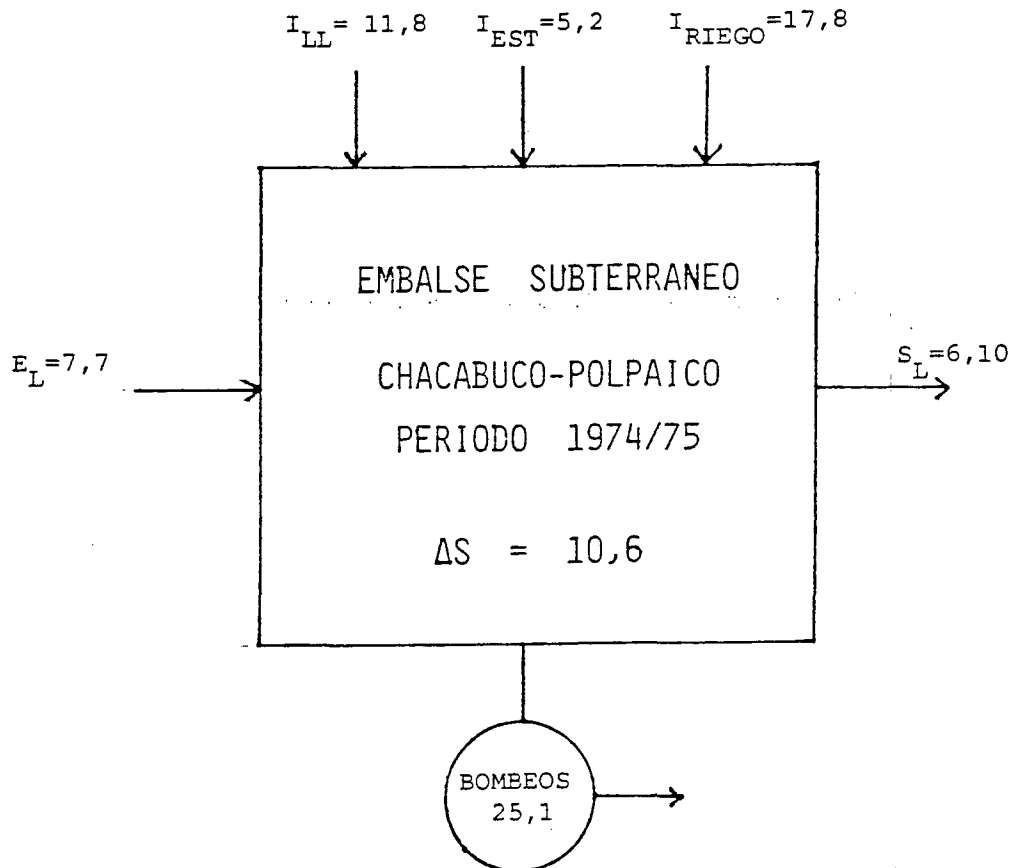 I_LL= 11,8 I_EST=5,2 I_RIEGO=17,8
EMBALSE SUBTERRANEO
E_L=7,7
CHACABUCO-POLPAICO
S_L=6,10
PERIODO 1974/75
ΔS = 10,6
BOMBEOS
25,1